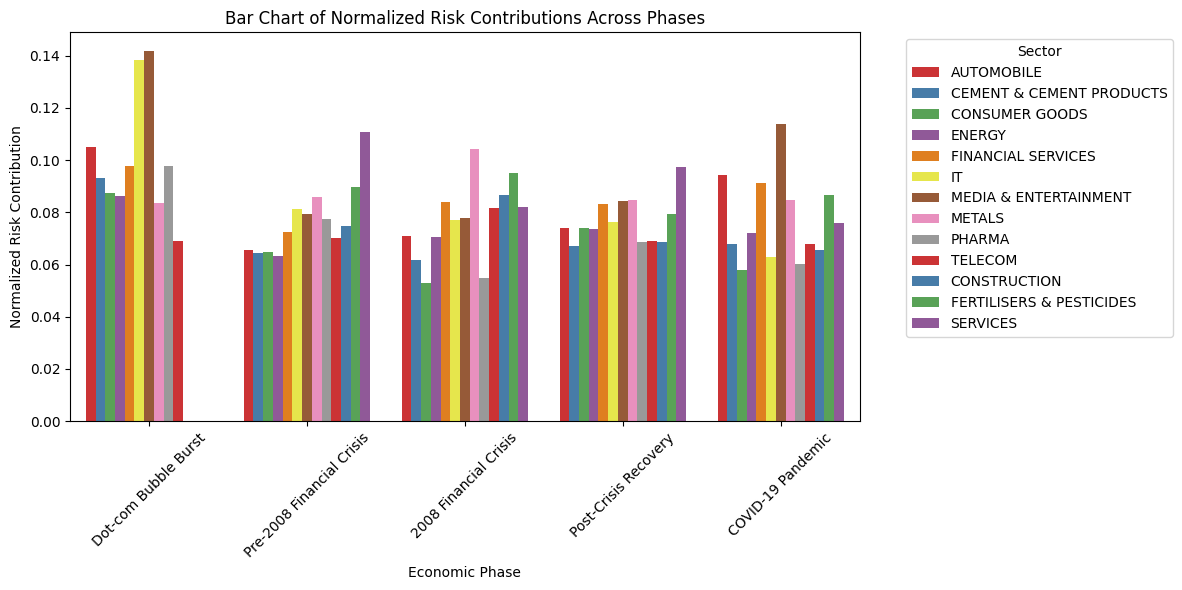 Bar Chart of Normalized Risk Contributions Across Phases
Normalized Risk Contribution
0.14
0.12
0.10
0.08
0.06
0.04
0.02
0.00
Dot-com Bubble Burst
Pre-2008 Financial Crisis
2008 Financial Crisis
Post-Crisis Recovery
COVID-19 Pandemic
Economic Phase
Sector
AUTOMOBILE
CEMENT & CEMENT PRODUCTS
CONSUMER GOODS
ENERGY
FINANCIAL SERVICES
IT
MEDIA & ENTERTAINMENT
METALS
PHARMA
TELECOM
CONSTRUCTION
FERTILISERS & PESTICIDES
SERVICES